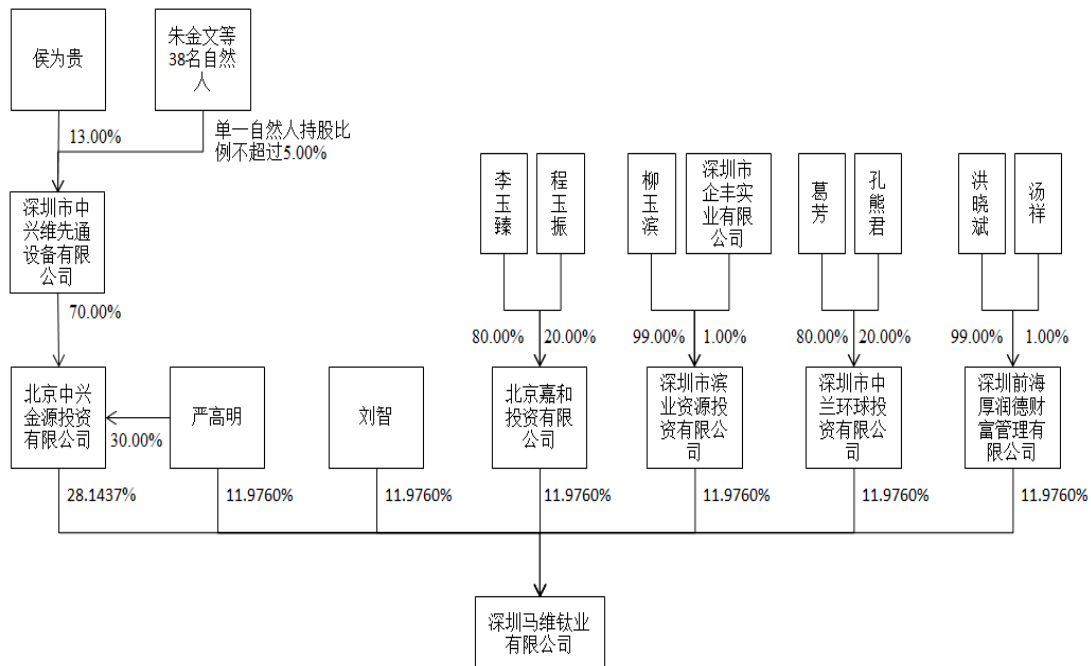 侯为贵
朱金文等
38名自然
人
13.00%
单一自然人持股比
例不超过5.00%
深圳市中
兴维先通
设备有限
公司
李玉臻
程玉振
柳玉滨
深圳市
企丰实
业有限
公司
葛芳
孔熊君
洪晓斌
汤祥
70.00%
80.00%
20.00%
99.00%
1.00%
80.00%
20.00%
99.00%
1.00%
北京中兴
金源投资
有限公司
30.00%
严高明
刘智
北京嘉和
投资有限
公司
深圳市滨
业资源投
资有限公
司
深圳市中
兰环球投
资有限公
司
深圳前海
厚润德财
富管理有
限公司
28.1437%
11.9760%
11.9760%
11.9760%
11.9760%
11.9760%
11.9760%
深圳马维钛业
有限公司